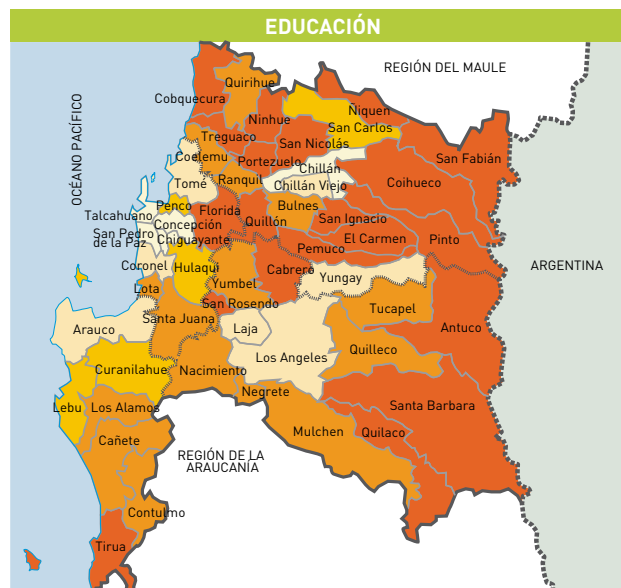 EDUCACIÓN
REGIÓN DEL MAULE
OCÉANO PACÍFICO
Quirihue
Cobquecura
Ñiquen
Ninhue
San Carlos
Treguaco
San Nicolás
Coelemu
Portezuelo
San Fabián
Chillán
Tomé
Ranquil
Chillán Viejo
Coihueco
Penco
Florida
Bulnes
Talcahuano
Quillón
San Ignacio
Concepción
San Pedro
de la Paz
Chiguayante
El Carmen
Pinto
Pemuco
Coronel
Hulaqui
Cabrero
Yungay
ARGENTINA
Lota
Yumbel
San Rosendo
Tucapel
Santa Juana
Arauco
Laja
Antuco
Los Angeles
Quilleco
Curanilahue
Nacimiento
Negrete
Lebu
Los Alamos
Santa Barbara
Cañete
Mulchen
Quilaco
REGIÓN DE LA
ARAUCANÍA
Contulmo
Tirua